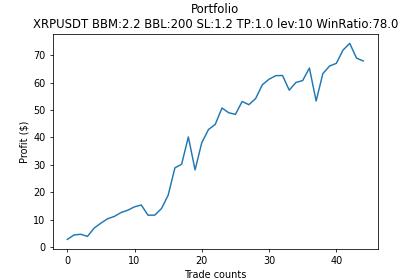 Portfolio
XRPUSDT BBM:2.2 BBL:200 SL:1.2 TP:1.0 lev:10 WinRatio:78.0
Profit ($)
70
60
50
40
30
20
10
0
0 10 20 30 40
Trade counts